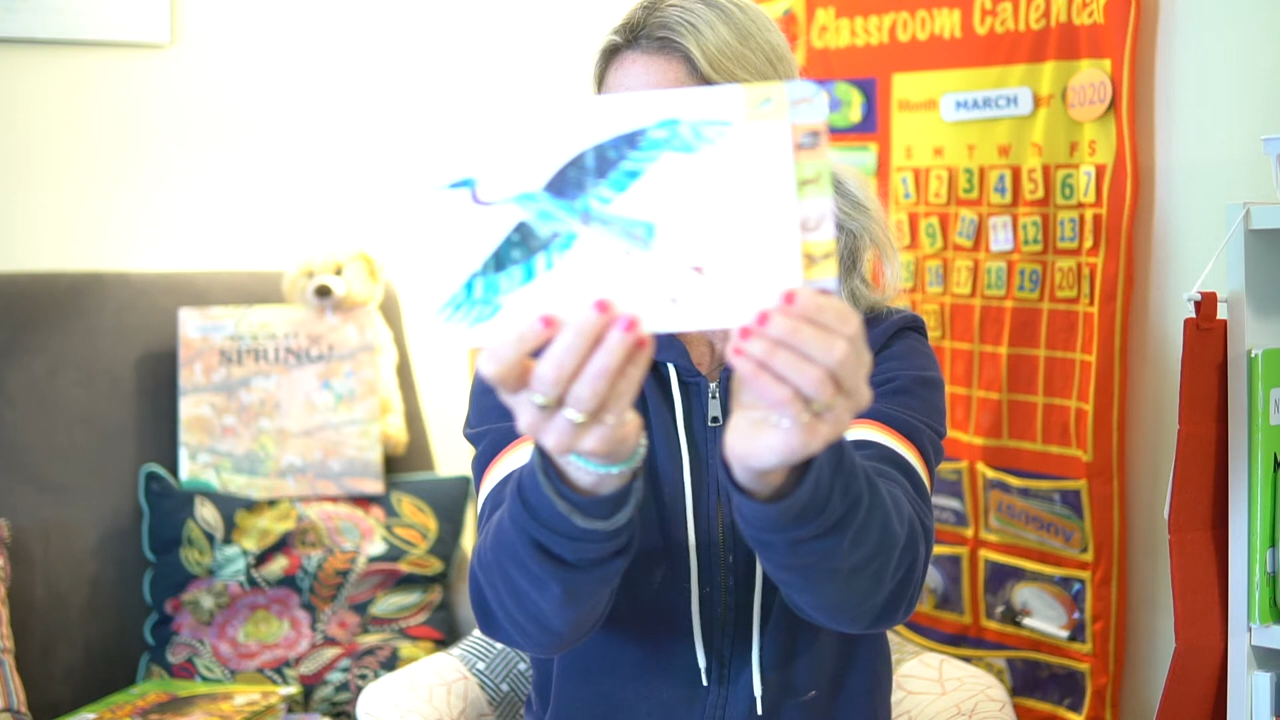 Classroom Calendar
Month MARCH 2020
S M T W T F S
1 2 3 4 5 6 7
8 9 10 11 12 13
15 16 17 18 19 20
SPRING!
AUGUST